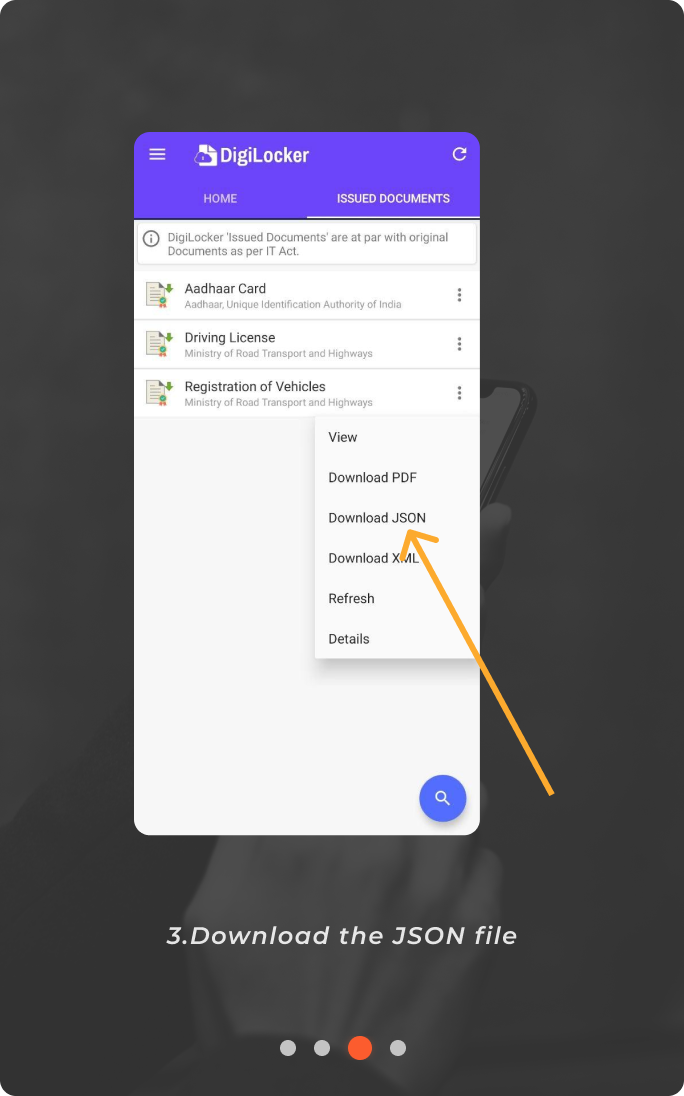 DigiLocker
HOME
ISSUED DOCUMENTS
DigiLocker 'Issued Documents' are at par with original
Documents as per IT Act.
Aadhaar Card
Aadhaar, Unique Identification Authority of India
Driving License
Ministry of Road Transport and Highways
Registration of Vehicles
Ministry of Road Transport and Highways
View
Download PDF
Download JSON
Download XML
Refresh
Details
3.Download the JSON file